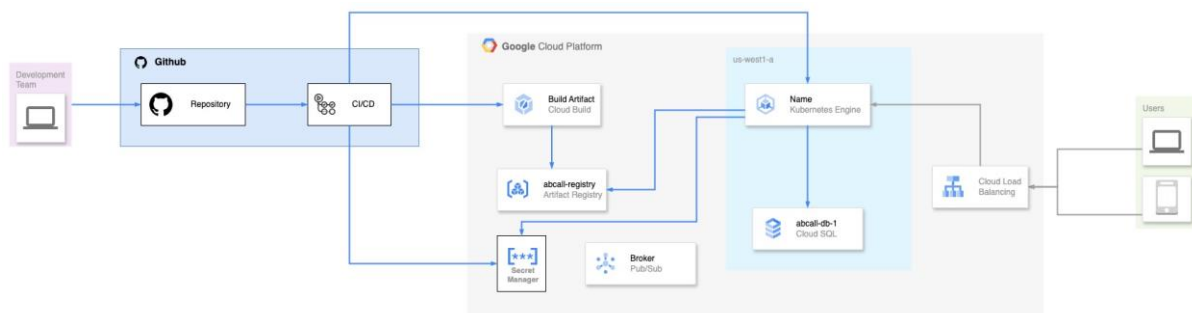 Development
Team
Github
Repository
CI/CD
Google Cloud Platform
Build Artifact
Cloud Build
abcall-registry
Artifact Registry
[***]
Secret
Manager
Broker
Pub/Sub
us-west1-a
Name
Kubernetes Engine
abcall-db-1
Cloud SQL
Cloud Load
Balancing
Users